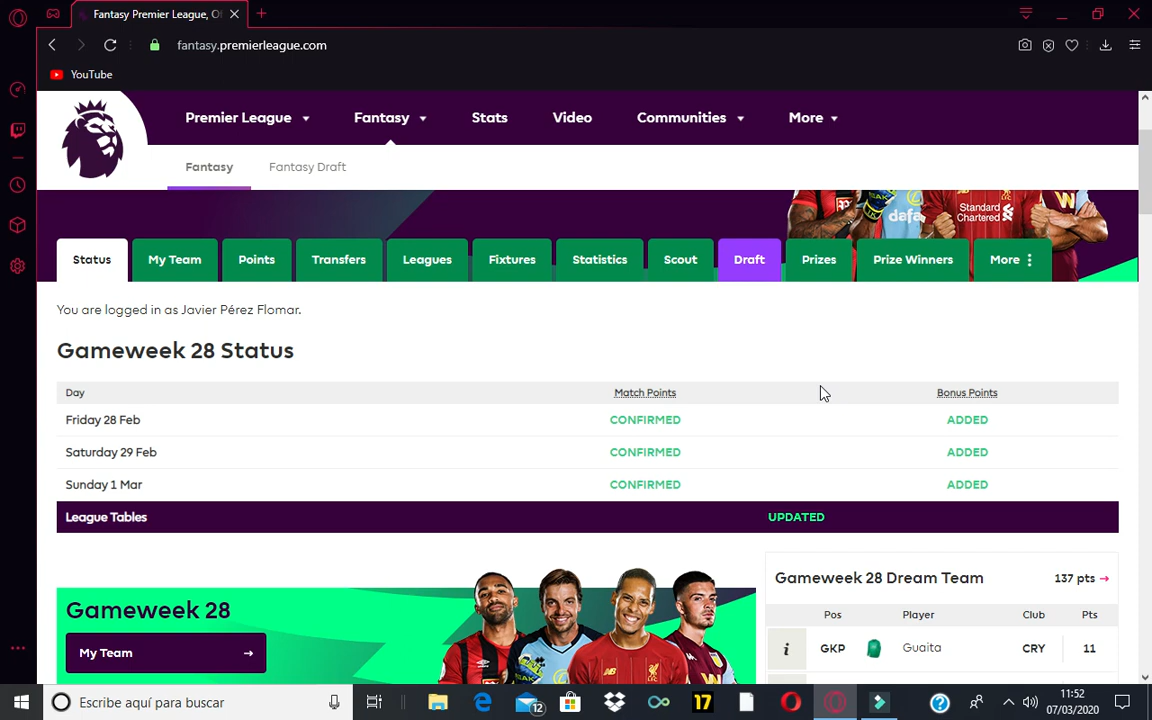 Fantasy Premier League, Of
fantasy.premierleague.com
YouTube
Premier League Fantasy Stats Video Communities More
Fantasy Fantasy Draft
dafa Standard Chartered
Status My Team Points Transfers Leagues Fixtures Statistics Scout Draft Prizes Prize Winners More
You are logged in as Javier Pérez Flomar.
Gameweek 28 Status
Day Match Points Bonus Points
Friday 28 Feb CONFIRMED ADDED
Saturday 29 Feb CONFIRMED ADDED
Sunday 1 Mar CONFIRMED ADDED
League Tables UPDATED
Gameweek 28
My Team →
Gameweek 28 Dream Team 137 pts →
Pos Player Club Pts
i GKP Guaita CRY 11
Escribe aquí para buscar 12 17 ? 11:52
07/03/2020